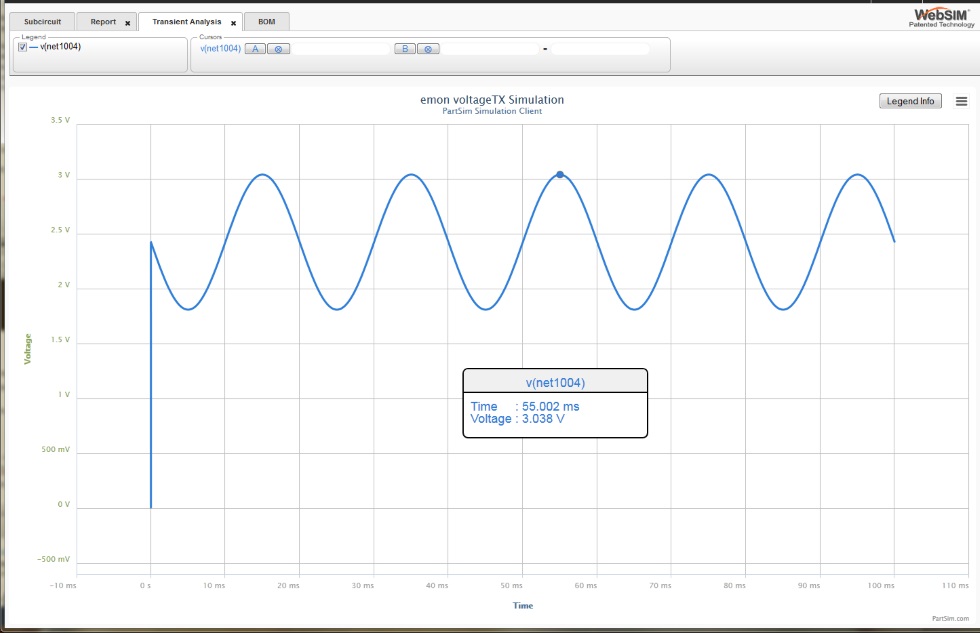 Subcircuit Report x Transient Analysis x BOM
WebSIM
Patented Technology
Legend
v(net1004)
Cursors
v(net1004) A ⊗ B ⊗ -
emon voltageTX Simulation
PartSim Simulation Client
Legend Info
3.5 V
3 V
2.5 V
2 V
1.5 V
1 V
500 mV
0 V
-500 mV
Voltage
v(net1004)
Time : 55.002 ms
Voltage : 3.038 V
-10 ms 0 s 10 ms 20 ms 30 ms 40 ms 50 ms 60 ms 70 ms 80 ms 90 ms 100 ms 110 ms
Time
PartSim.com